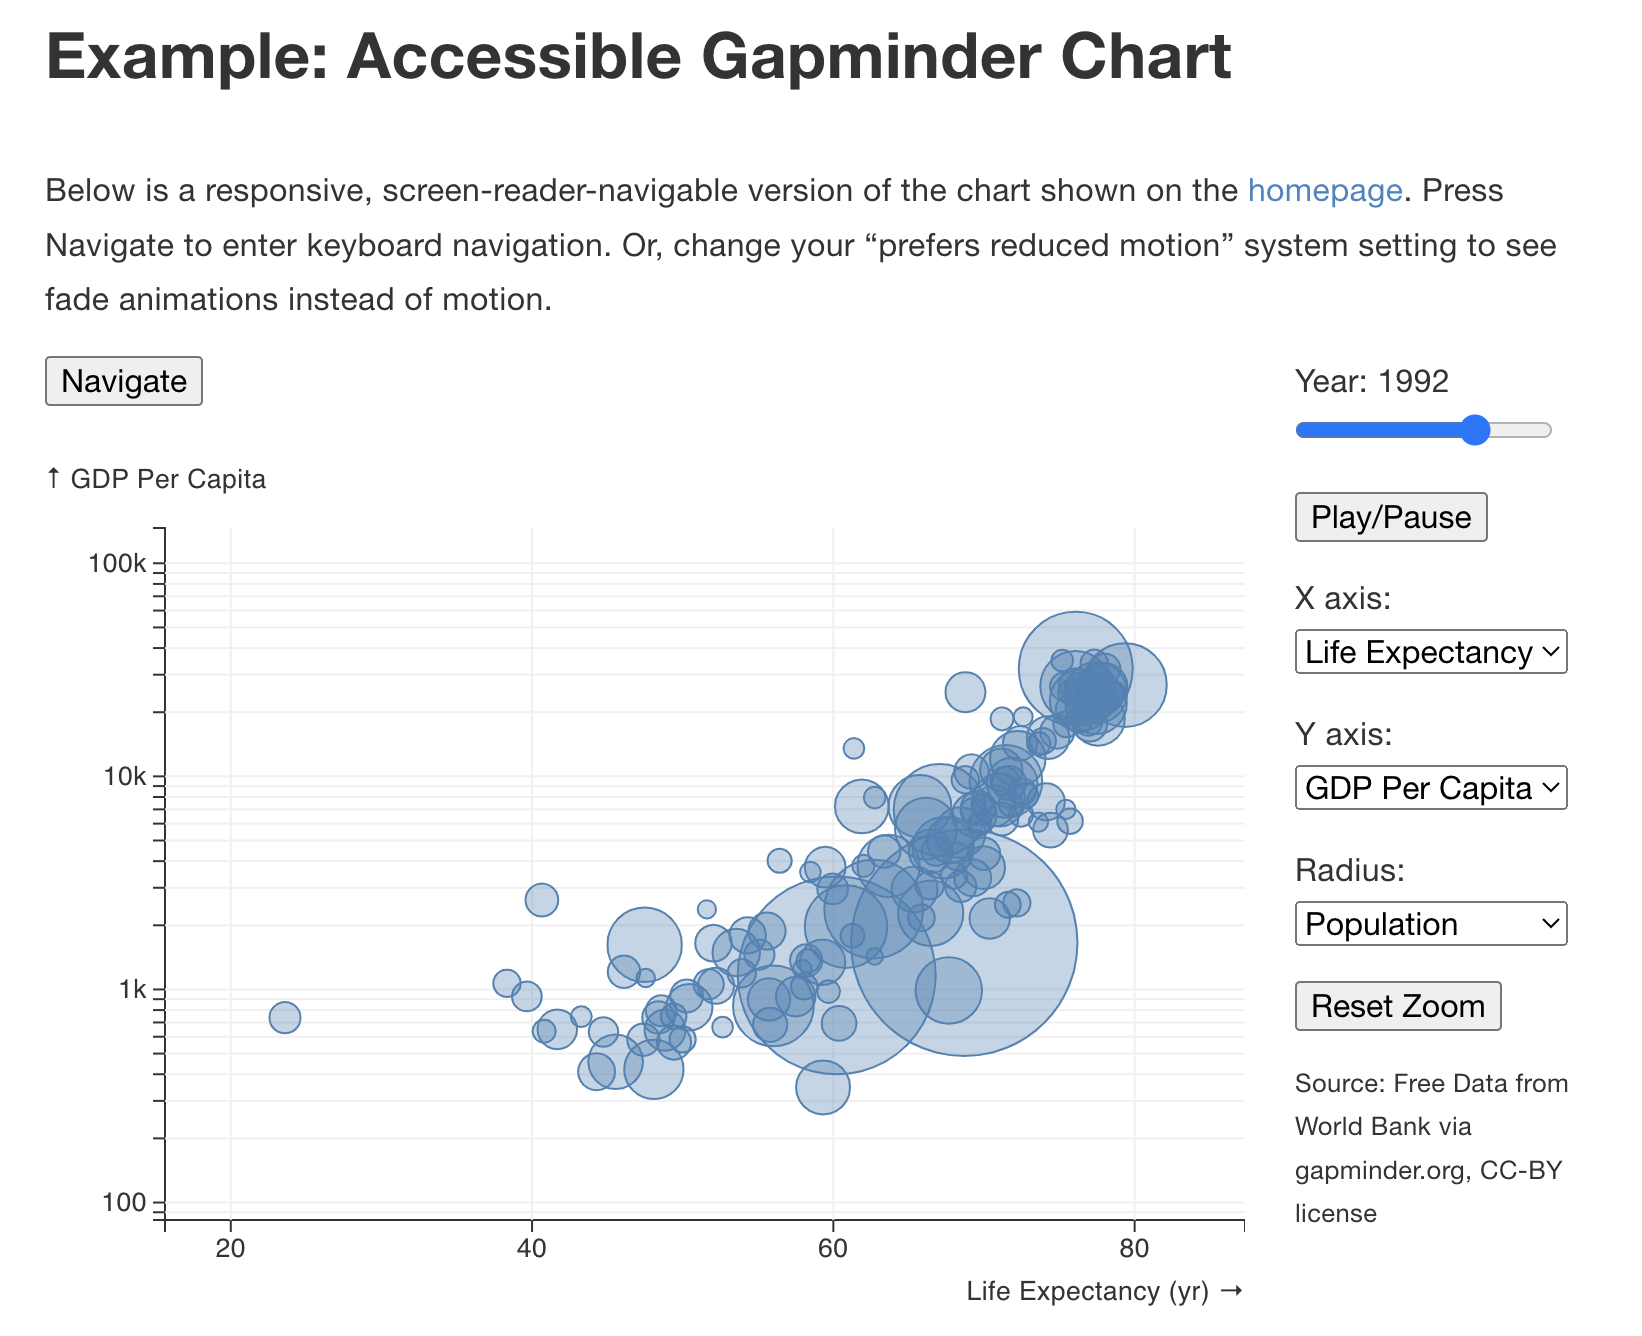 Example: Accessible Gapminder Chart
Below is a responsive, screen-reader-navigable version of the chart shown on the homepage. Press
Navigate to enter keyboard navigation. Or, change your “prefers reduced motion” system setting to see
fade animations instead of motion.
Navigate
Year: 1992
↑ GDP Per Capita
Play/Pause
100k
10k
1k
100
20 40 60 80
Life Expectancy (yr) →
X axis:
Life Expectancy
Y axis:
GDP Per Capita
Radius:
Population
Reset Zoom
Source: Free Data from
World Bank via
gapminder.org, CC-BY
license